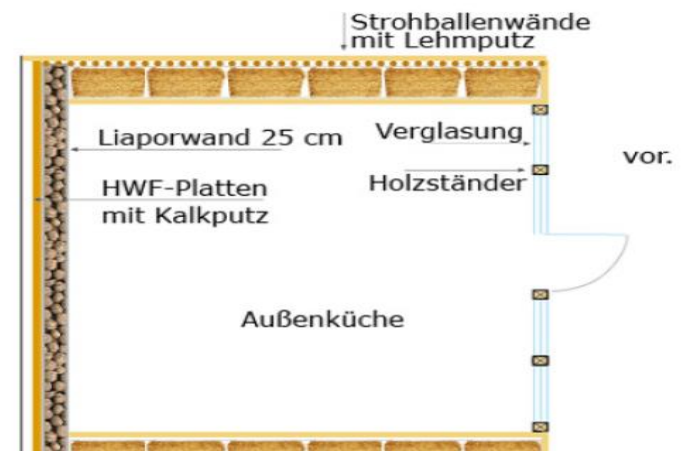 Strohballenwände
mit Lehmputz
Liaporwand 25 cm
Verglasung
vor.
Holzständer
HWF-Platten
mit Kalkputz
Außenküche